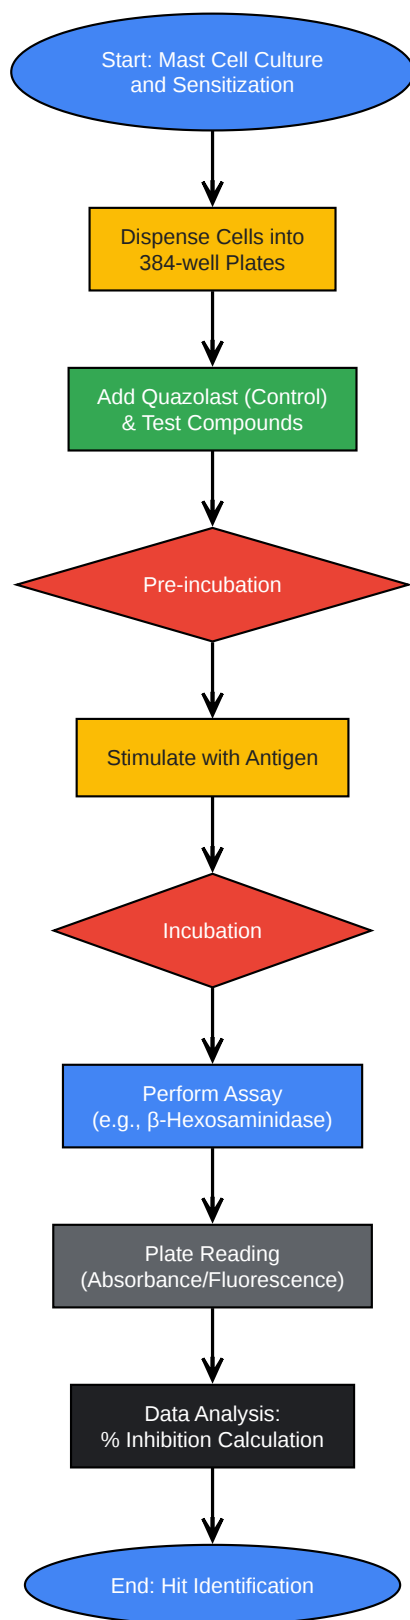 Start: Mast Cell Culture
and Sensitization
Dispense Cells into
384-well Plates
Add Quazolast (Control)
& Test Compounds
Pre-incubation
Stimulate with Antigen
Incubation
Perform Assay
(e.g., β-Hexosaminidase)
Plate Reading
(Absorbance/Fluorescence)
Data Analysis:
% Inhibition Calculation
End: Hit Identification